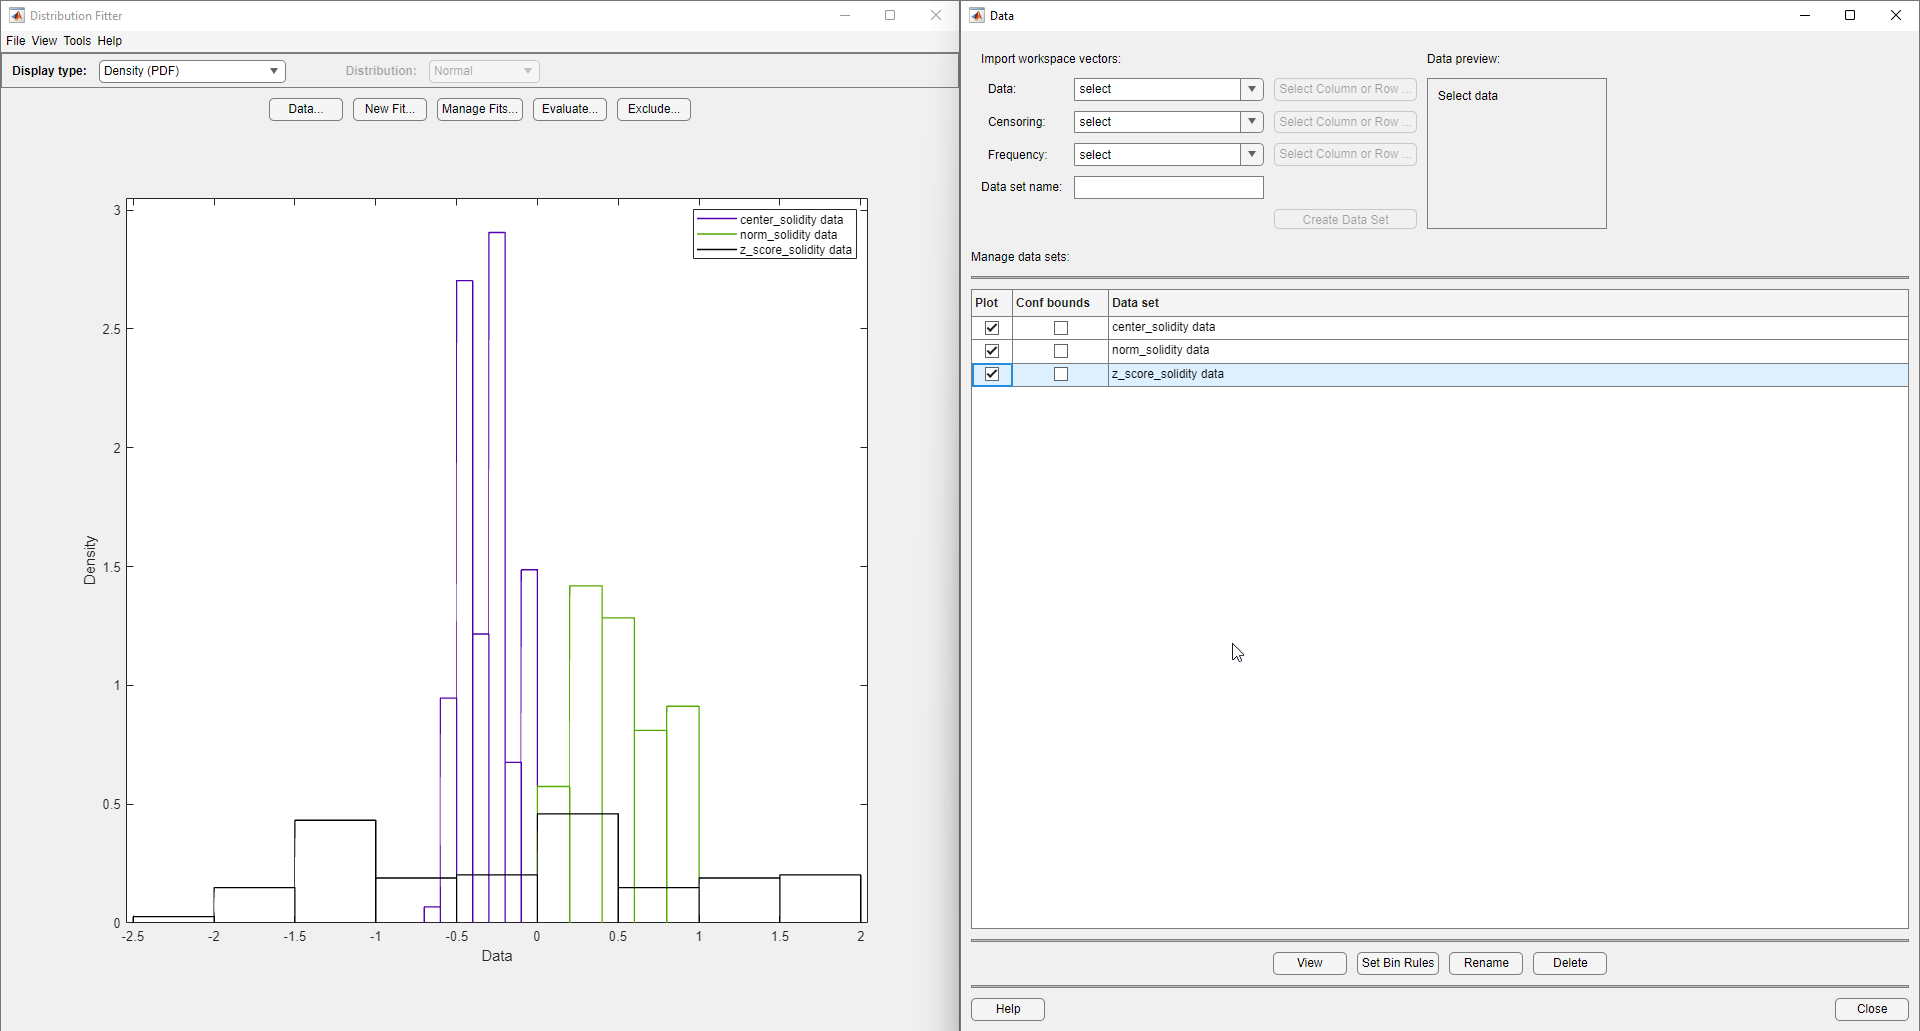 Distribution Fitter
File View Tools Help
Display type: Density (PDF) Distribution: Normal
Data... New Fit... Manage Fits... Evaluate... Exclude...
center_solidity data
norm_solidity data
z_score_solidity data
3
2.5
2
1.5
1
0.5
0
Density
-2.5 -2 -1.5 -1 -0.5 0 0.5 1 1.5 2
Data
Data
Import workspace vectors: Data preview:
Data: select Select Column or Row ... Select data
Censoring: select Select Column or Row ...
Frequency: select Select Column or Row ...
Data set name:
Create Data Set
Manage data sets:
Plot Conf bounds Data set
center_solidity data
norm_solidity data
z_score_solidity data
View Set Bin Rules Rename Delete
Help Close